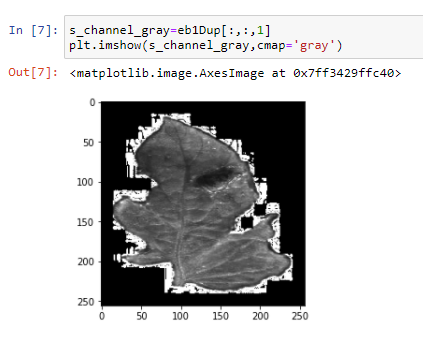 In [7]: s_channel_gray=eb1Dup[:,:,1]
plt.imshow(s_channel_gray,cmap='gray')
Out[7]: <matplotlib.image.AxesImage at 0x7ff3429ffc40>
0
50
100
150
200
250
0 50 100 150 200 250